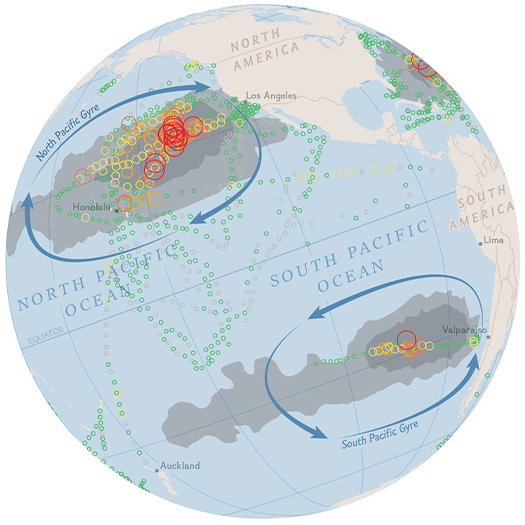 NORTH
AMERICA
North Pacific Gyre
Los Angeles
Honolulu
SOUTH
AMERICA
NORTH PACIFIC
OCEAN
SOUTH PACIFIC
OCEAN
Lima
EQUATOR
Valparaiso
South Pacific Gyre
Auckland